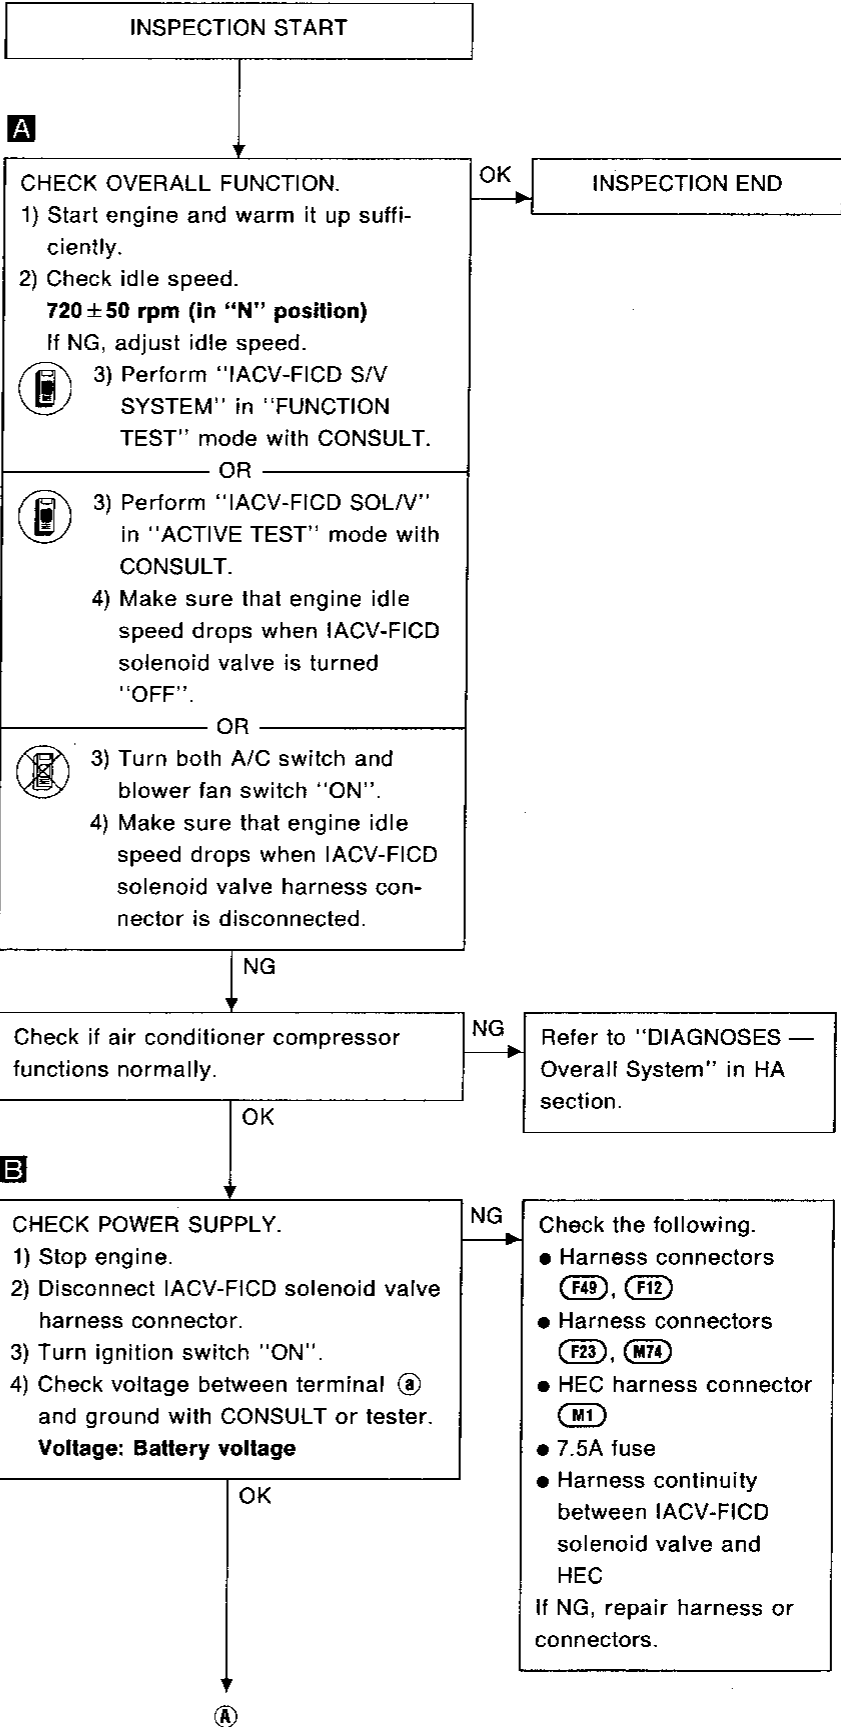 INSPECTION START
A
CHECK OVERALL FUNCTION.
1) Start engine and warm it up suffi-
ciently.
2) Check idle speed.
720 ± 50 rpm (in “N” position)
If NG, adjust idle speed.
3) Perform ''IACV-FICD S/V
SYSTEM'' in ''FUNCTION
TEST'' mode with CONSULT.
OR
3) Perform ''IACV-FICD SOL/V''
in ''ACTIVE TEST'' mode with
CONSULT.
4) Make sure that engine idle
speed drops when IACV-FICD
solenoid valve is turned
''OFF''.
OR
3) Turn both A/C switch and
blower fan switch ''ON''.
4) Make sure that engine idle
speed drops when IACV-FICD
solenoid valve harness con-
nector is disconnected.
OK
INSPECTION END
NG
Check if air conditioner compressor
functions normally.
NG
Refer to ''DIAGNOSES —
Overall System'' in HA
section.
OK
B
CHECK POWER SUPPLY.
1) Stop engine.
2) Disconnect IACV-FICD solenoid valve
harness connector.
3) Turn ignition switch ''ON''.
4) Check voltage between terminal ⓐ
and ground with CONSULT or tester.
Voltage: Battery voltage
NG
Check the following.
● Harness connectors
F49, F12
● Harness connectors
F23, M74
● HEC harness connector
M1
● 7.5A fuse
● Harness continuity
between IACV-FICD
solenoid valve and
HEC
If NG, repair harness or
connectors.
OK
Ⓐ